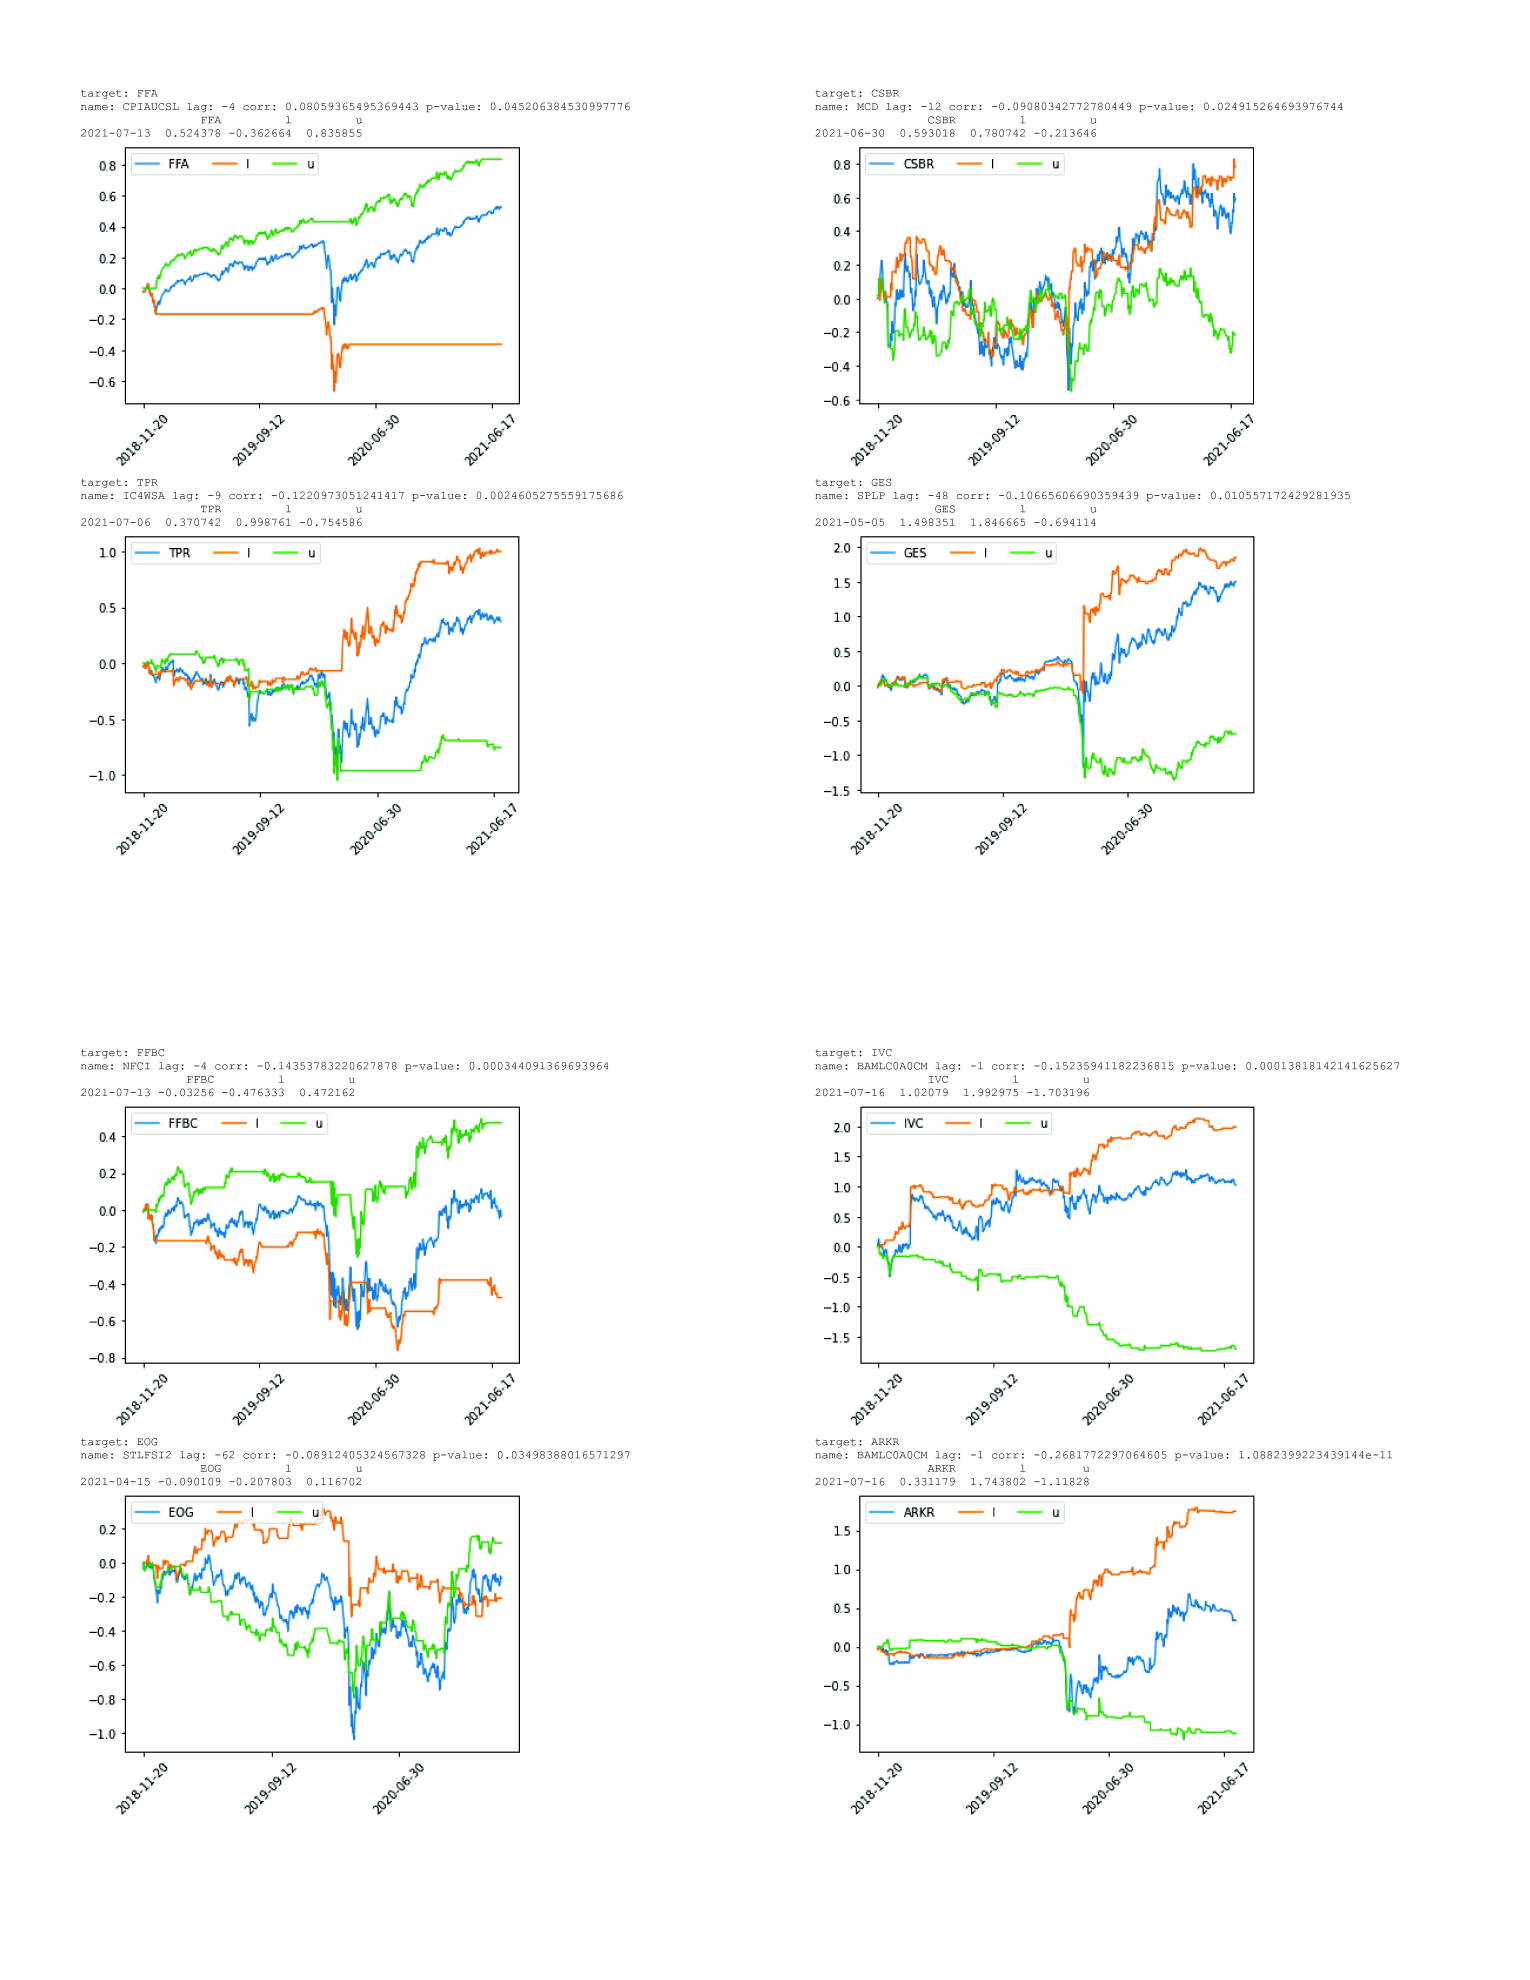 target: FFA
name: CPIAUCSL lag: -4 corr: 0.08059365495369443 p-value: 0.045206384530997776
FFA l u
2021-07-13 0.524378 -0.362664 0.835855
FFA l u
0.8
0.6
0.4
0.2
0.0
−0.2
−0.4
−0.6
2018-11-20
2019-09-12
2020-06-30
2021-06-17
target: CSBR
name: MCD lag: -12 corr: -0.09080342772780449 p-value: 0.024915264693976744
CSBR l u
2021-06-30 0.593018 0.780742 -0.213646
CSBR l u
0.8
0.6
0.4
0.2
0.0
−0.2
−0.4
−0.6
2018-11-20
2019-09-12
2020-06-30
2021-06-17
target: TPR
name: IC4WSA lag: -9 corr: -0.1220973051241417 p-value: 0.0024605275559175686
TPR l u
2021-07-06 0.370742 0.998761 -0.754586
TPR l u
1.0
0.5
0.0
−0.5
−1.0
2018-11-20
2019-09-12
2020-06-30
2021-06-17
target: GES
name: SPLP lag: -48 corr: -0.10665606690359439 p-value: 0.010557172429281935
GES l u
2021-05-05 1.498351 1.846665 -0.694114
GES l u
2.0
1.5
1.0
0.5
0.0
−0.5
−1.0
−1.5
2018-11-20
2019-09-12
2020-06-30
target: FFBC
name: NFCI lag: -4 corr: -0.14353783220627878 p-value: 0.000344091369693964
FFBC l u
2021-07-13 -0.03256 -0.476333 0.472162
FFBC l u
0.4
0.2
0.0
−0.2
−0.4
−0.6
−0.8
2018-11-20
2019-09-12
2020-06-30
2021-06-17
target: IVC
name: BAMLC0A0CM lag: -1 corr: -0.15235941182236815 p-value: 0.00013818142141625627
IVC l u
2021-07-16 1.02079 1.992975 -1.703196
IVC l u
2.0
1.5
1.0
0.5
0.0
−0.5
−1.0
−1.5
2018-11-20
2019-09-12
2020-06-30
2021-06-17
target: EOG
name: STLFSI2 lag: -62 corr: -0.08912405324567328 p-value: 0.03498388016571297
EOG l u
2021-04-15 -0.090109 -0.207803 0.116702
EOG l u
0.2
0.0
−0.2
−0.4
−0.6
−0.8
−1.0
2018-11-20
2019-09-12
2020-06-30
target: ARKR
name: BAMLC0A0CM lag: -1 corr: -0.2681772297064605 p-value: 1.0882399223439144e-11
ARKR l u
2021-07-16 0.331179 1.743802 -1.11828
ARKR l u
1.5
1.0
0.5
0.0
−0.5
−1.0
2018-11-20
2019-09-12
2020-06-30
2021-06-17